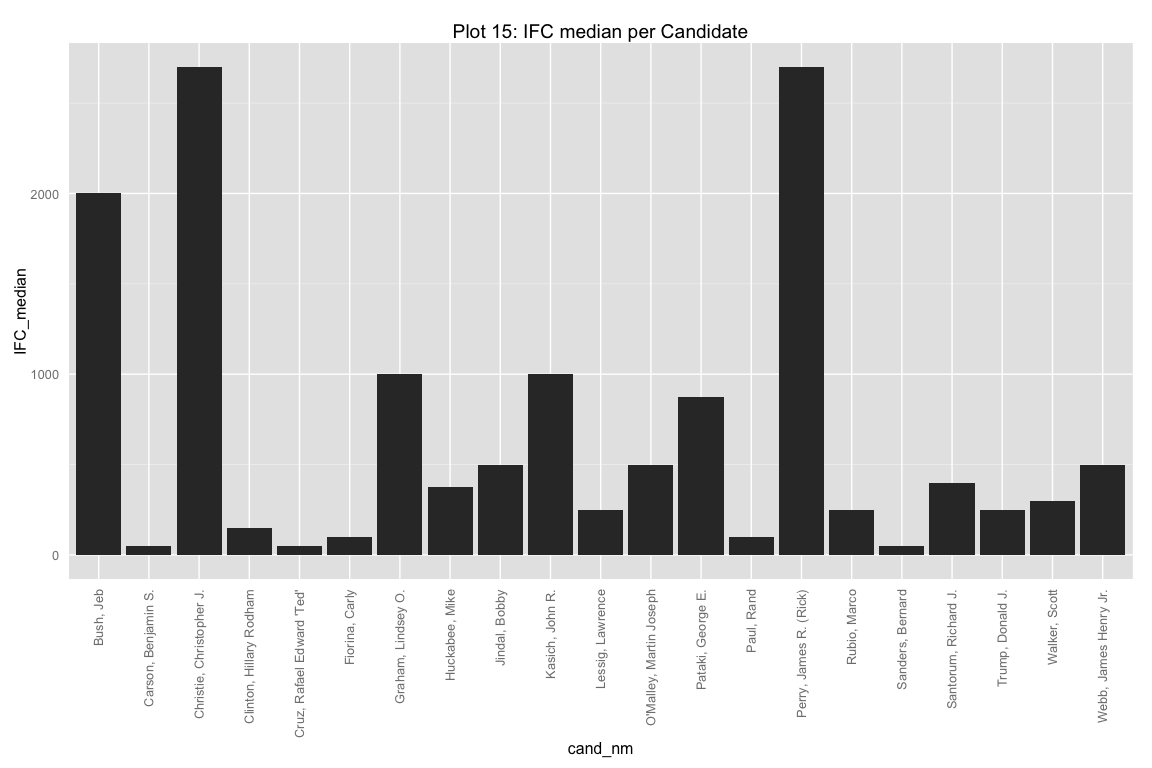 Plot 15: IFC median per Candidate
IFC_median
2000
1000
0
Bush, Jeb
Carson, Benjamin S.
Christie, Christopher J.
Clinton, Hillary Rodham
Cruz, Rafael Edward 'Ted'
Fiorina, Carly
Graham, Lindsey O.
Huckabee, Mike
Jindal, Bobby
Kasich, John R.
Lessig, Lawrence
O'Malley, Martin Joseph
Pataki, George E.
Paul, Rand
Perry, James R. (Rick)
Rubio, Marco
Sanders, Bernard
Santorum, Richard J.
Trump, Donald J.
Walker, Scott
Webb, James Henry Jr.
cand_nm